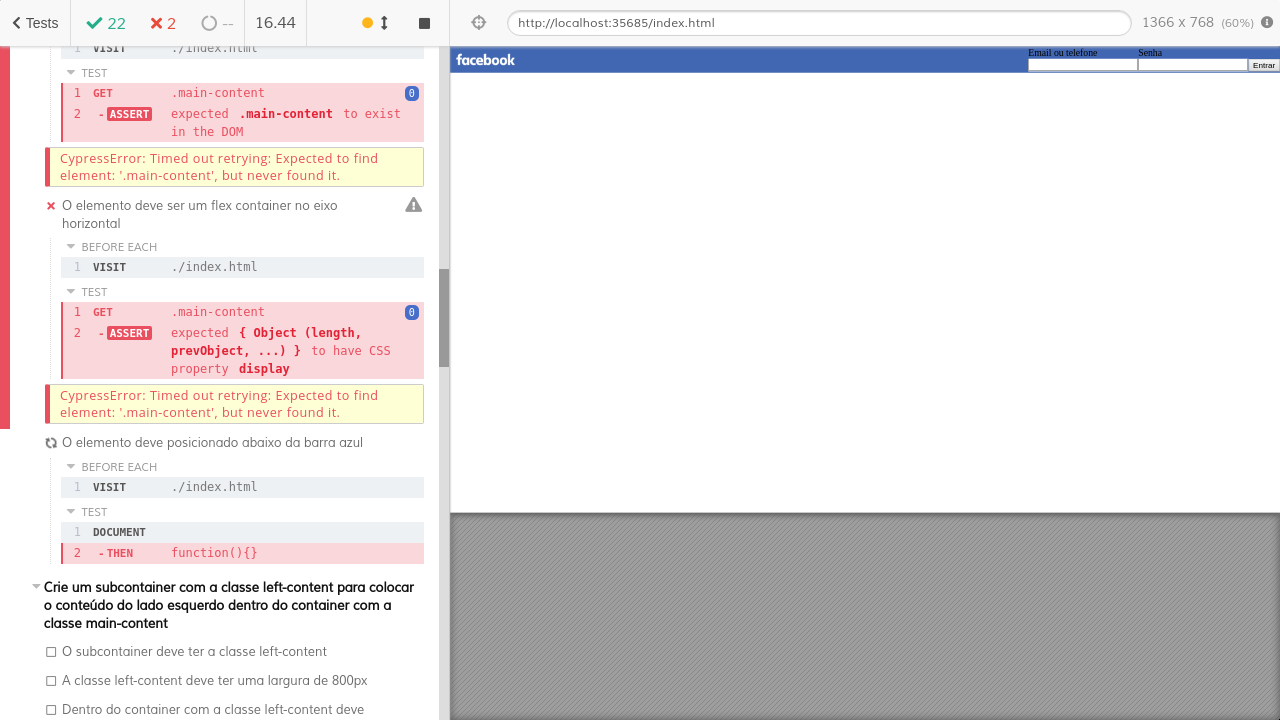 Tests
22
2
--
16.44
http://localhost:35685/index.html
1366 x 768 (60%)
1 VISIT ./index.html
TEST
1 GET .main-content 0
2 -ASSERT expected .main-content to exist
in the DOM
CypressError: Timed out retrying: Expected to find
element: '.main-content', but never found it.
O elemento deve ser um flex container no eixo
horizontal
BEFORE EACH
1 VISIT ./index.html
TEST
1 GET .main-content 0
2 -ASSERT expected { Object (length,
prevObject, ...) } to have CSS
property display
CypressError: Timed out retrying: Expected to find
element: '.main-content', but never found it.
O elemento deve posicionado abaixo da barra azul
BEFORE EACH
1 VISIT ./index.html
TEST
1 DOCUMENT
2 -THEN function(){}
Crie um subcontainer com a classe left-content para colocar
o conteúdo do lado esquerdo dentro do container com a
classe main-content
O subcontainer deve ter a classe left-content
A classe left-content deve ter uma largura de 800px
Dentro do container com a classe left-content deve
facebook
Email ou telefone
Senha
Entrar